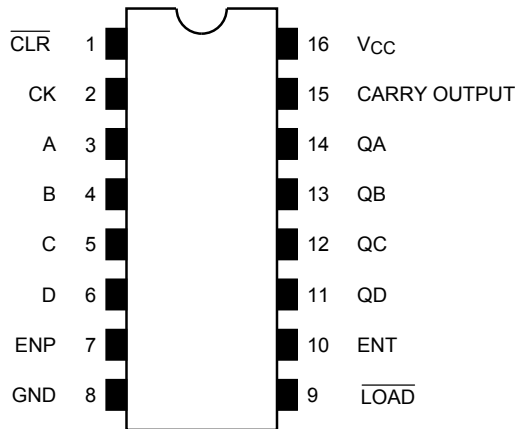 CLR 1 16 VCC
CK 2 15 CARRY OUTPUT
A 3 14 QA
B 4 13 QB
C 5 12 QC
D 6 11 QD
ENP 7 10 ENT
GND 8 9 LOAD